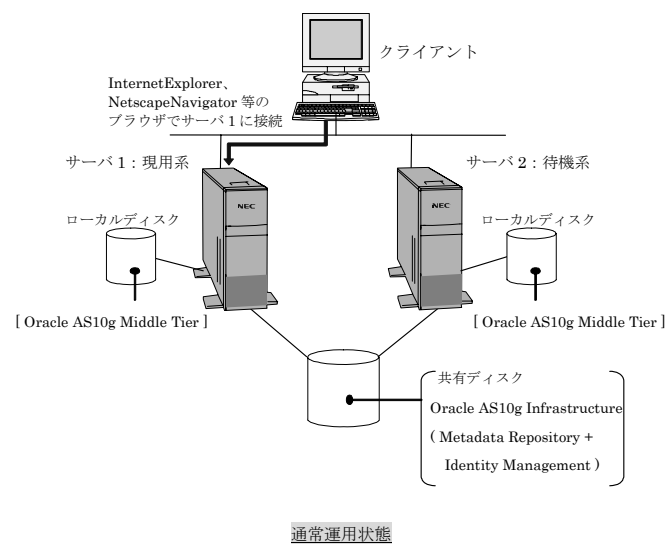 クライアント
InternetExplorer、
NetscapeNavigator 等の
ブラウザでサーバ 1 に接続
サーバ 1：現用系
サーバ 2：待機系
NEC
NEC
ローカルディスク
ローカルディスク
[ Oracle AS10g Middle Tier ]
[ Oracle AS10g Middle Tier ]
共有ディスク
Oracle AS10g Infrastructure
( Metadata Repository +
Identity Management )
通常運用状態